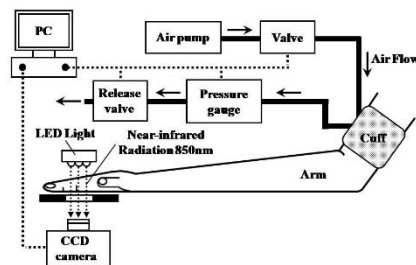 PC
Air pump
Valve
Air Flow
Release
valve
Pressure
gauge
LED Light
Near-infrared
Radiation 850nm
Cuff
Arm
CCD
camera